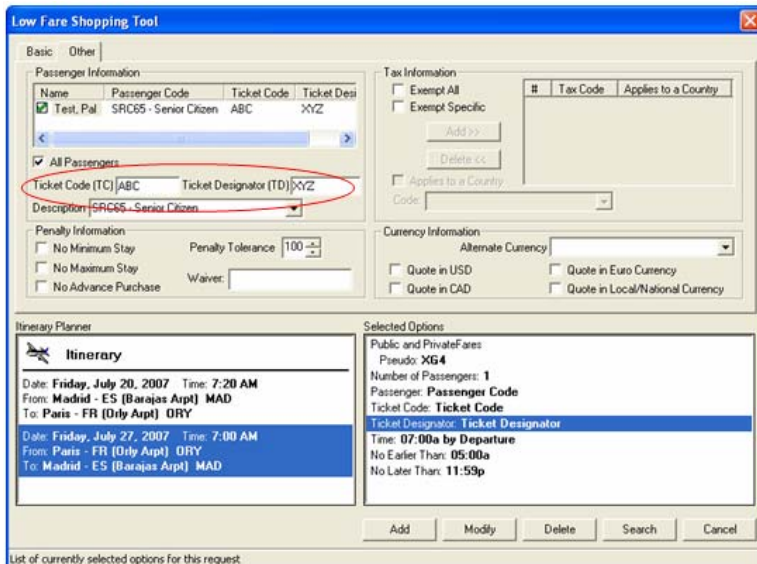 Low Fare Shopping Tool
Basic Other
Passenger Information
Name Passenger Code Ticket Code Ticket Desi
Test, Pal SRC65 - Senior Citizen ABC XYZ
All Passengers
Ticket Code (TC) ABC Ticket Designator (TD) XYZ
Description SRC65 - Senior Citizen
Tax Information
Exempt All
Exempt Specific
Add >>
Delete <<
Applies to a Country
Code:
# Tax Code Applies to a Country
Penalty Information
No Minimum Stay Penalty Tolerance 100
No Maximum Stay
Waiver:
No Advance Purchase
Currency Information
Alternate Currency
Quote in USD Quote in Euro Currency
Quote in CAD Quote in Local/National Currency
Itinerary Planner
Itinerary
Date: Friday, July 20, 2007 Time: 7:20 AM
From: Madrid - ES (Barajas Arpt) MAD
To: Paris - FR (Orly Arpt) ORY
Date: Friday, July 27, 2007 Time: 7:00 AM
From: Paris - FR (Orly Arpt) ORY
To: Madrid - ES (Barajas Arpt) MAD
Selected Options
Public and PrivateFares
Pseudo: XG4
Number of Passengers: 1
Passenger: Passenger Code
Ticket Code: Ticket Code
Ticket Designator: Ticket Designator
Time: 07:00a by Departure
No Earlier Than: 05:00a
No Later Than: 11:59p
Add Modify Delete Search Cancel
List of currently selected options for this request